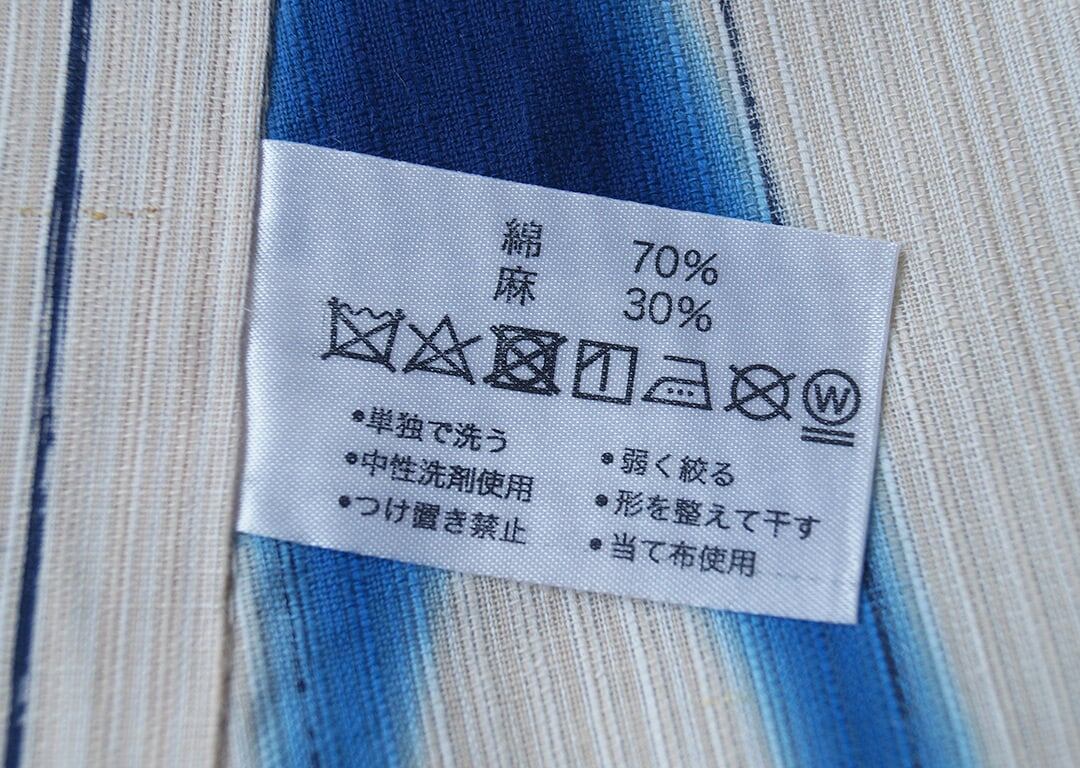 綿 70%
麻 30%
W
•単独で洗う
•中性洗剤使用
•つけ置き禁止
•弱く絞る
•形を整えて干す
•当て布使用